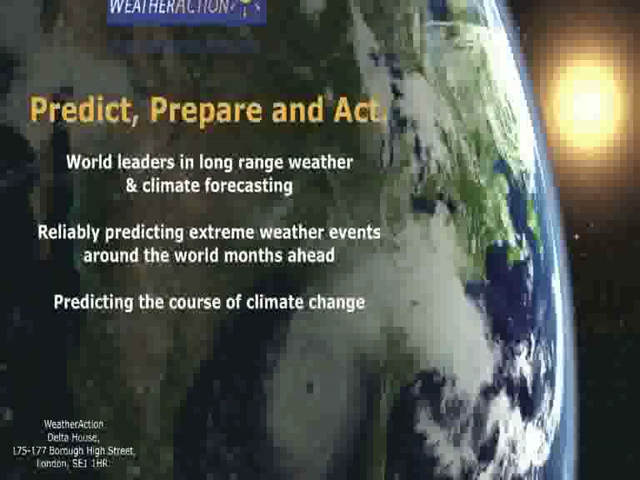 WEATHERACTION
Predict, Prepare and Act.
World leaders in long range weather
& climate forecasting
Reliably predicting extreme weather events
around the world months ahead
Predicting the course of climate change
WeatherAction
Delta House,
175-177 Borough High Street,
London, SE1 1HR.